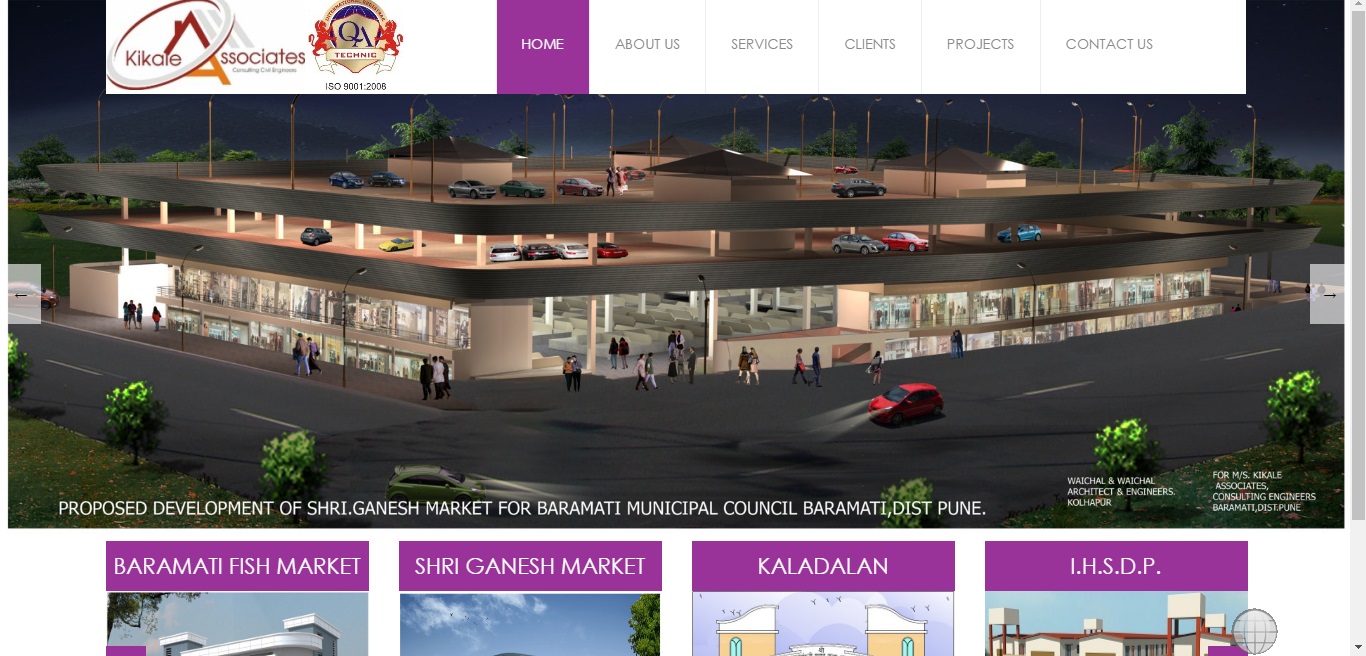 Kikale Associates
Consulting Civil Engineers
INTERNATIONAL REGISTRAR
QA
TECHNIC
ISO 9001:2008
HOME
ABOUT US
SERVICES
CLIENTS
PROJECTS
CONTACT US
←
→
PROPOSED DEVELOPMENT OF SHRI.GANESH MARKET FOR BARAMATI MUNICIPAL COUNCIL BARAMATI,DIST PUNE.
WAICHAL & WAICHAL
ARCHITECT & ENGINEERS.
KOLHAPUR
FOR M/S. KIKALE
ASSOCIATES,
CONSULTING ENGINEERS
BARAMATI,DIST.PUNE
BARAMATI FISH MARKET
SHRI GANESH MARKET
KALADALAN
I.H.S.D.P.